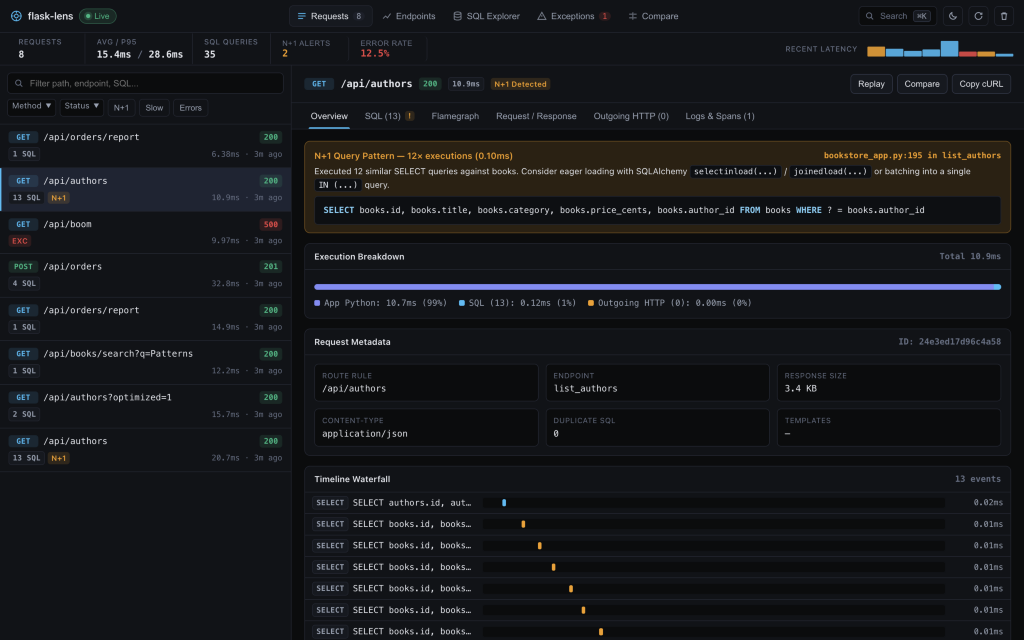 flask-lens Live
Requests 8 Endpoints SQL Explorer Exceptions 1 Compare
Search ⌘K
REQUESTS
8
AVG / P95
15.4ms / 28.6ms
SQL QUERIES
35
N+1 ALERTS
2
ERROR RATE
12.5%
RECENT LATENCY
Filter path, endpoint, SQL...
Method ▼ Status ▼ N+1 Slow Errors
GET /api/orders/report 200
1 SQL 6.38ms · 3m ago
GET /api/authors 200
13 SQL N+1 10.9ms · 3m ago
GET /api/boom 500
EXC 9.97ms · 3m ago
POST /api/orders 201
4 SQL 32.8ms · 3m ago
GET /api/orders/report 200
1 SQL 14.9ms · 3m ago
GET /api/books/search?q=Patterns 200
1 SQL 12.2ms · 3m ago
GET /api/authors?optimized=1 200
2 SQL 15.7ms · 3m ago
GET /api/authors 200
13 SQL N+1 20.7ms · 3m ago
GET /api/authors 200 10.9ms N+1 Detected
Replay Compare Copy cURL
Overview SQL (13) ! Flamegraph Request / Response Outgoing HTTP (0) Logs & Spans (1)
N+1 Query Pattern — 12× executions (0.10ms) bookstore_app.py:195 in list_authors
Executed 12 similar SELECT queries against books. Consider eager loading with SQLAlchemy selectinload(...) / joinedload(...) or batching into a single
IN (...) query.
SELECT books.id, books.title, books.category, books.price_cents, books.author_id FROM books WHERE ? = books.author_id
Execution Breakdown Total 10.9ms
App Python: 10.7ms (99%) SQL (13): 0.12ms (1%) Outgoing HTTP (0): 0.00ms (0%)
Request Metadata ID: 24e3ed17d96c4a58
ROUTE RULE
/api/authors
ENDPOINT
list_authors
RESPONSE SIZE
3.4 KB
CONTENT-TYPE
application/json
DUPLICATE SQL
0
TEMPLATES
—
Timeline Waterfall 13 events
SELECT SELECT authors.id, aut… 0.02ms
SELECT SELECT books.id, books… 0.01ms
SELECT SELECT books.id, books… 0.01ms
SELECT SELECT books.id, books… 0.01ms
SELECT SELECT books.id, books… 0.01ms
SELECT SELECT books.id, books… 0.01ms
SELECT SELECT books.id, books… 0.01ms